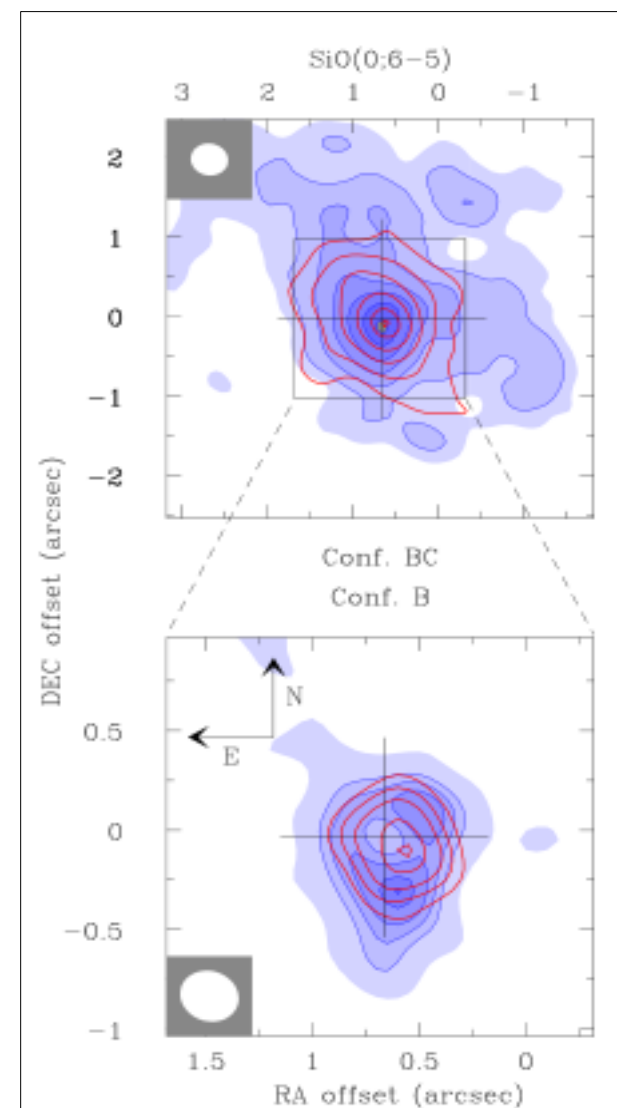 SiO(0;6−5)
3 2 1 0 −1
2
1
0
−1
−2
DEC offset (arcsec)
Conf. BC
Conf. B
N
E
0.5
0
−0.5
−1
1.5 1 0.5 0
RA offset (arcsec)